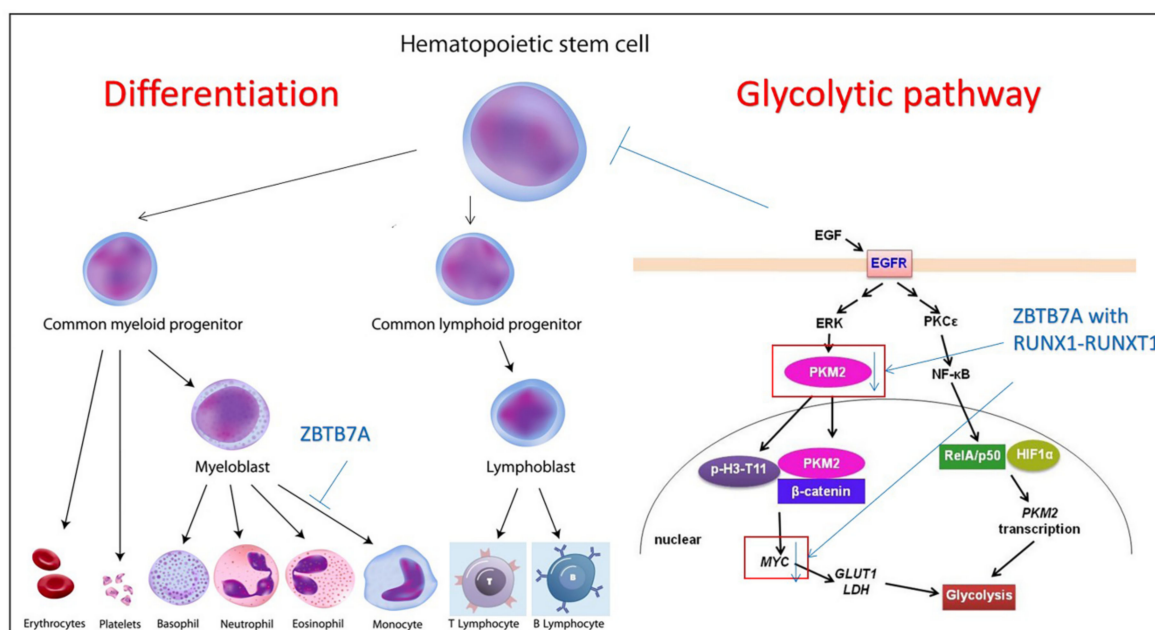 Hematopoietic stem cell
Differentiation
Glycolytic pathway
EGF
EGFR
Common myeloid progenitor
Common lymphoid progenitor
ERK
PKCε
ZBTB7A with
RUNX1-RUNXT1
PKM2
NF-κB
ZBTB7A
Myeloblast
Lymphoblast
p-H3-T11
PKM2
β-catenin
RelA/p50
HIF1α
PKM2
transcription
nuclear
MYC
GLUT1
LDH
Glycolysis
T
B
Erythrocytes
Platelets
Basophil
Neutrophil
Eosinophil
Monocyte
T Lymphocyte
B Lymphocyte